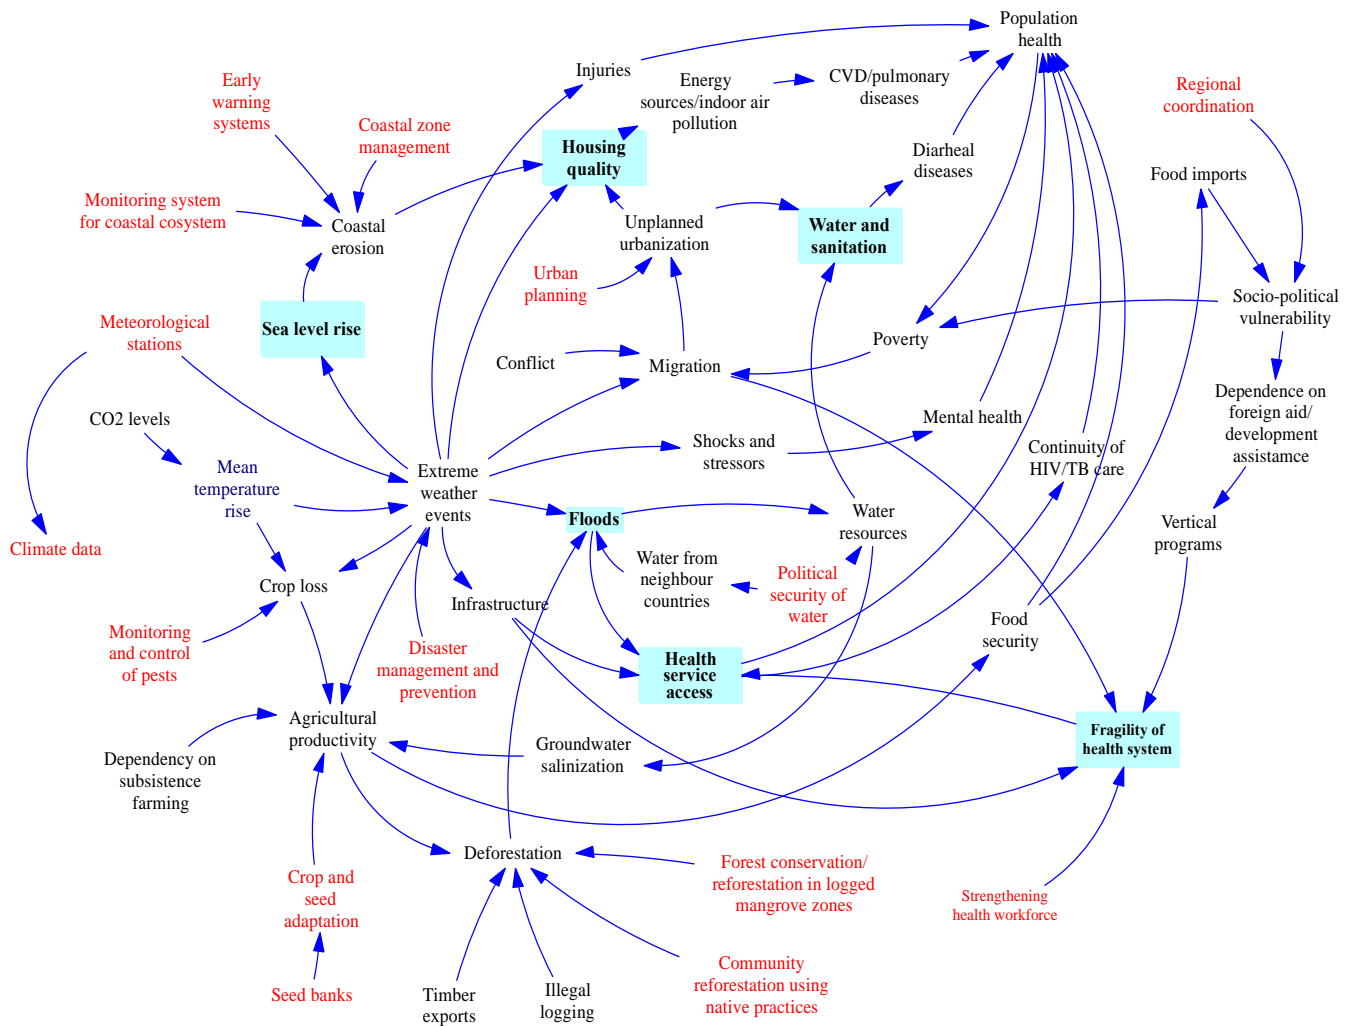 Population
health
Injuries
Energy
sources/indoor air
pollution
CVD/pulmonary
diseases
Early
warning
systems
Coastal zone
management
Regional
coordination
Housing
quality
Diarheal
diseases
Food imports
Monitoring system
for coastal cosystem
Coastal
erosion
Unplanned
urbanization
Water and
sanitation
Urban
planning
Socio-political
vulnerability
Sea level rise
Meteorological
stations
Poverty
Conflict
Migration
Dependence on
foreign aid/
development
assistamce
CO2 levels
Mental health
Shocks and
stressors
Continuity of
HIV/TB care
Mean
temperature
rise
Extreme
weather
events
Floods
Water
resources
Vertical
programs
Climate data
Water from
neighbour
countries
Political
security of
water
Crop loss
Infrastructure
Food
security
Monitoring
and control
of pests
Disaster
management and
prevention
Health
service
access
Agricultural
productivity
Fragility of
health system
Dependency on
subsistence
farming
Groundwater
salinization
Deforestation
Crop and
seed
adaptation
Forest conservation/
reforestation in logged
mangrove zones
Strengthening
health workforce
Seed banks
Timber
exports
Illegal
logging
Community
reforestation using
native practices